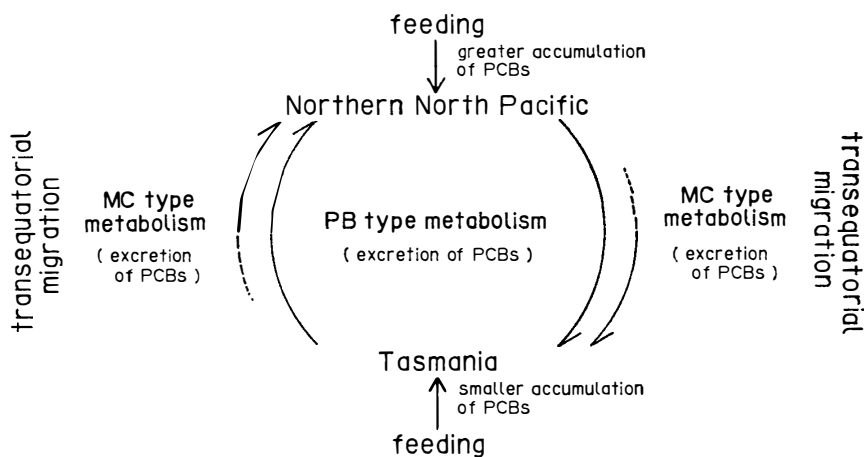 feeding
greater accumulation
of PCBs
Northern North Pacific
transequatorial
migration
MC type
metabolism
( excretion
of PCBs )
PB type metabolism
( excretion of PCBs )
MC type
metabolism
( excretion
of PCBs )
transequatorial
migration
Tasmania
smaller accumulation
of PCBs
feeding